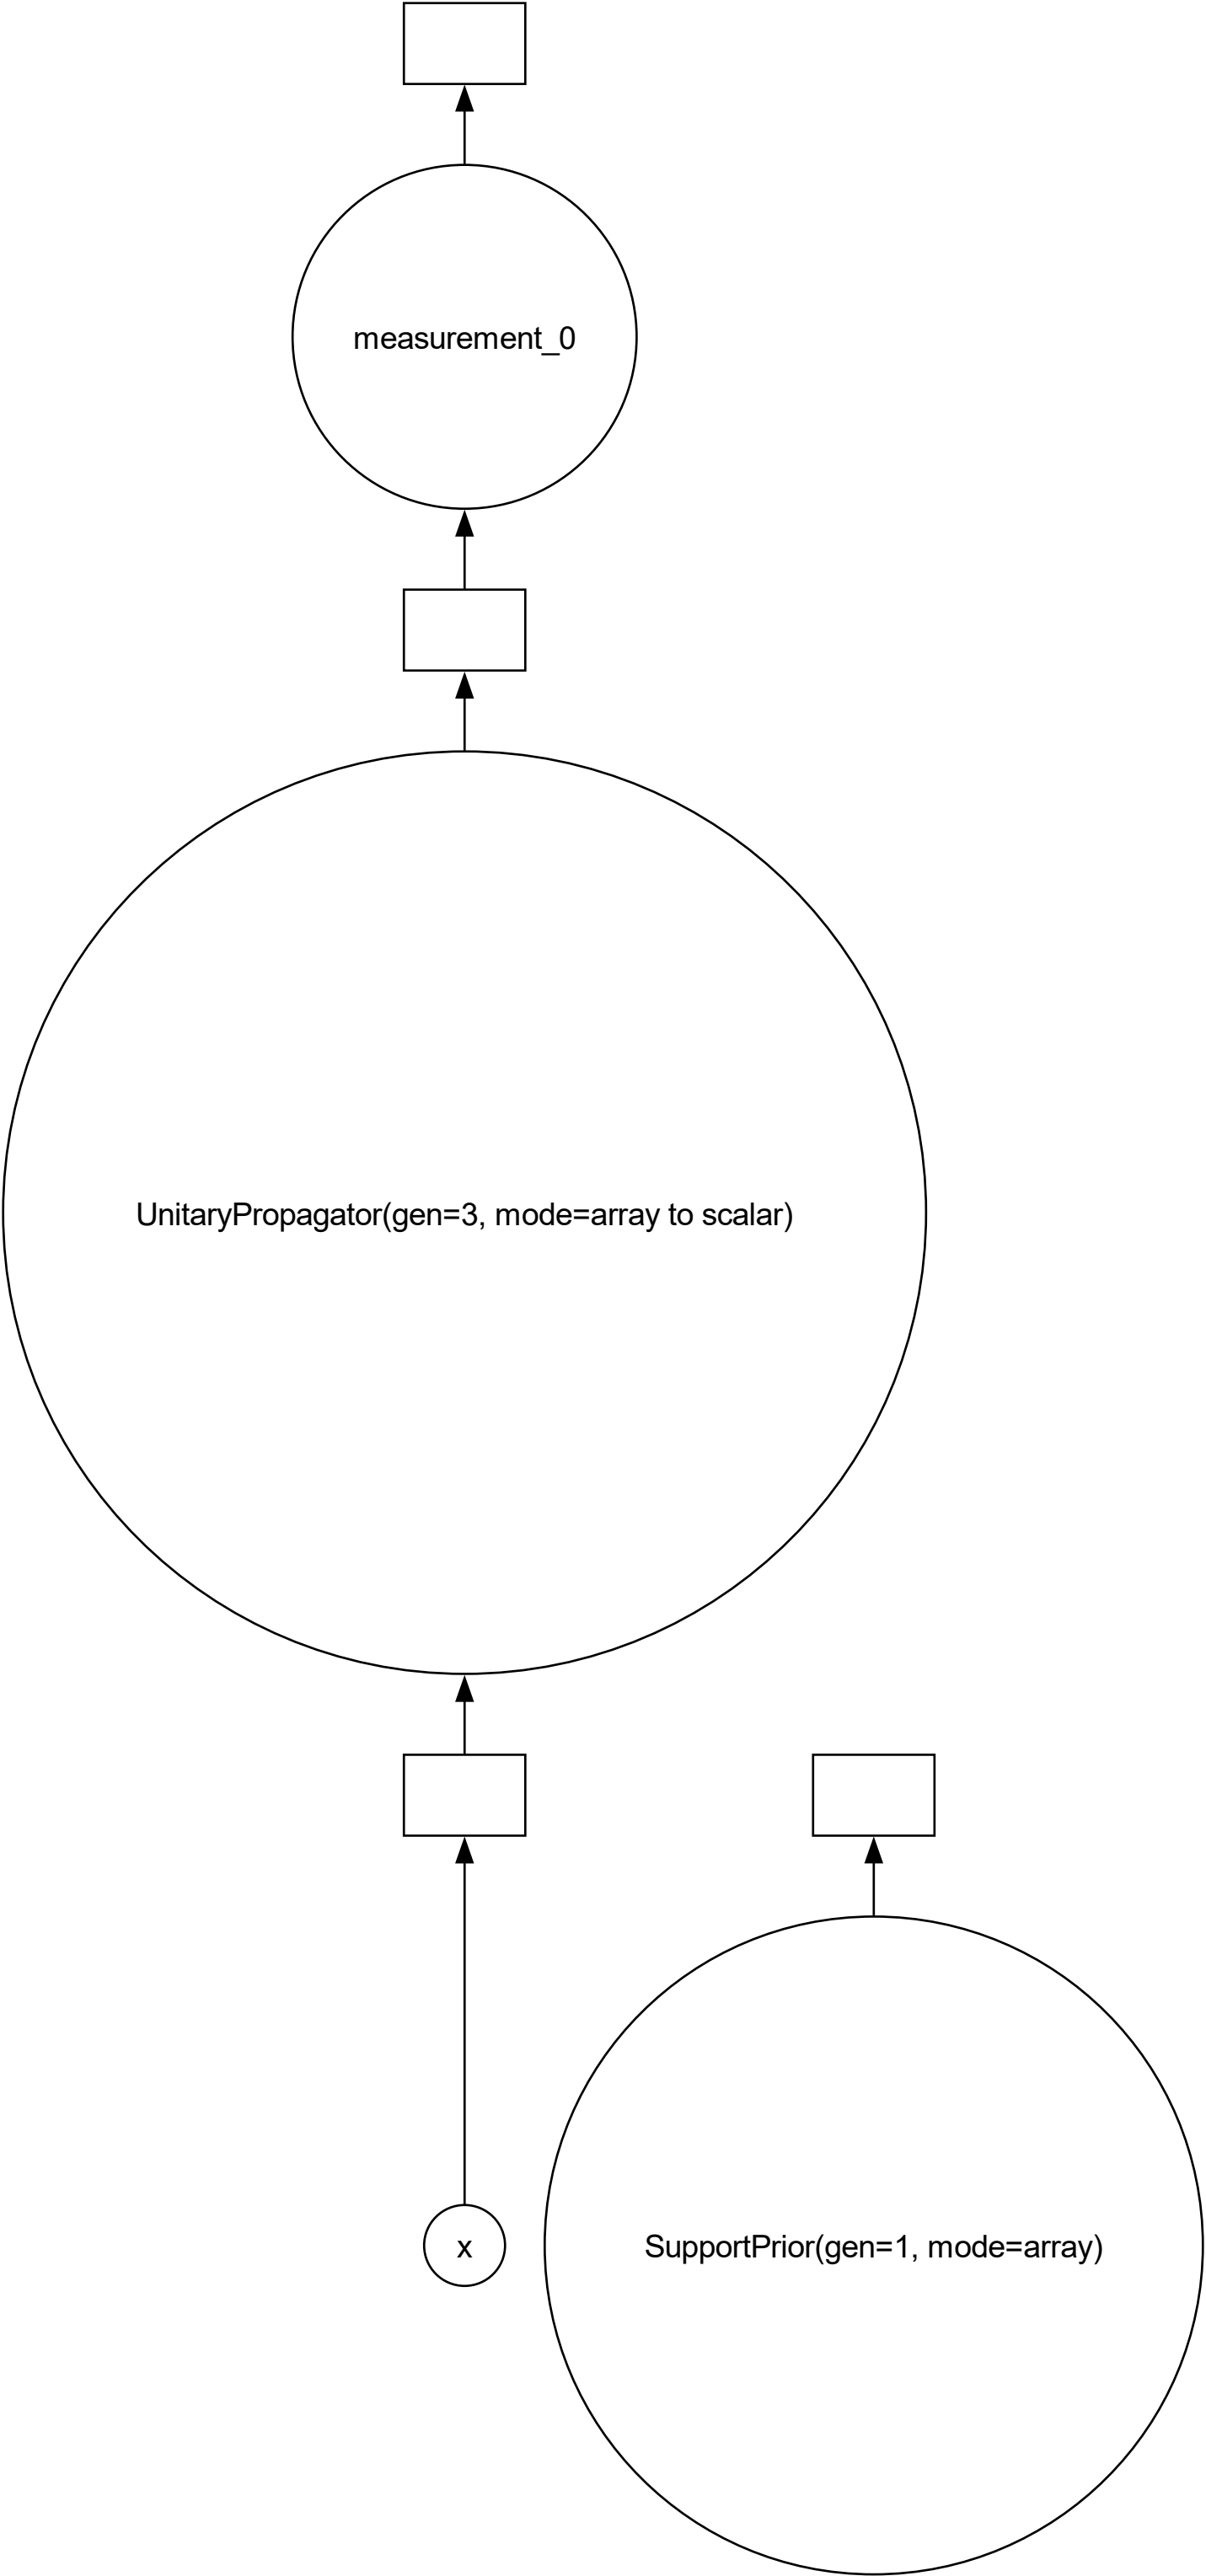 measurement_0
UnitaryPropagator(gen=3, mode=array to scalar)
x
SupportPrior(gen=1, mode=array)